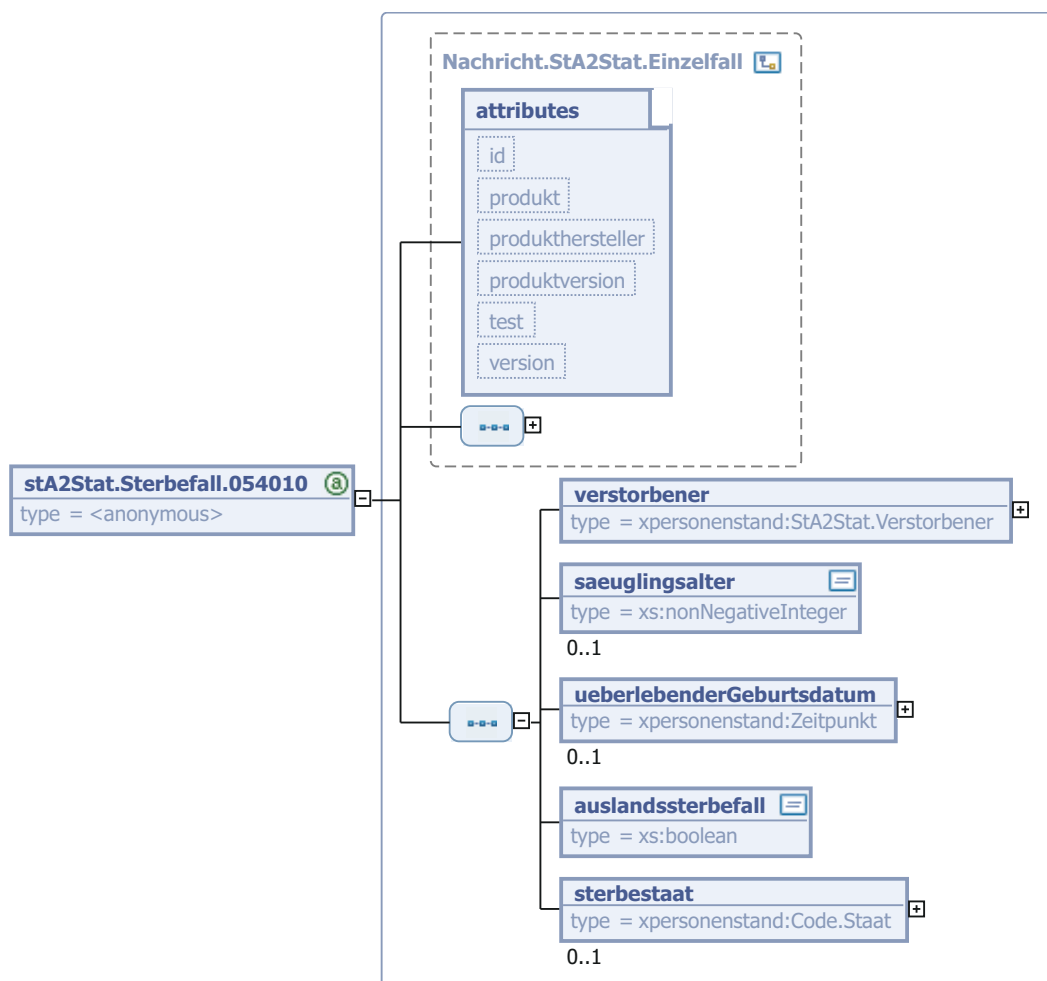 Nachricht.StA2Stat.Einzelfall
attributes
id
produkt
produkthersteller
produktversion
test
version
stA2Stat.Sterbefall.054010
type = <anonymous>
verstorbener
type = xpersonenstand:StA2Stat.Verstorbener
saeuglingsalter
type = xs:nonNegativeInteger
0..1
ueberlebenderGeburtsdatum
type = xpersonenstand:Zeitpunkt
0..1
auslandssterbefall
type = xs:boolean
sterbestaat
type = xpersonenstand:Code.Staat
0..1